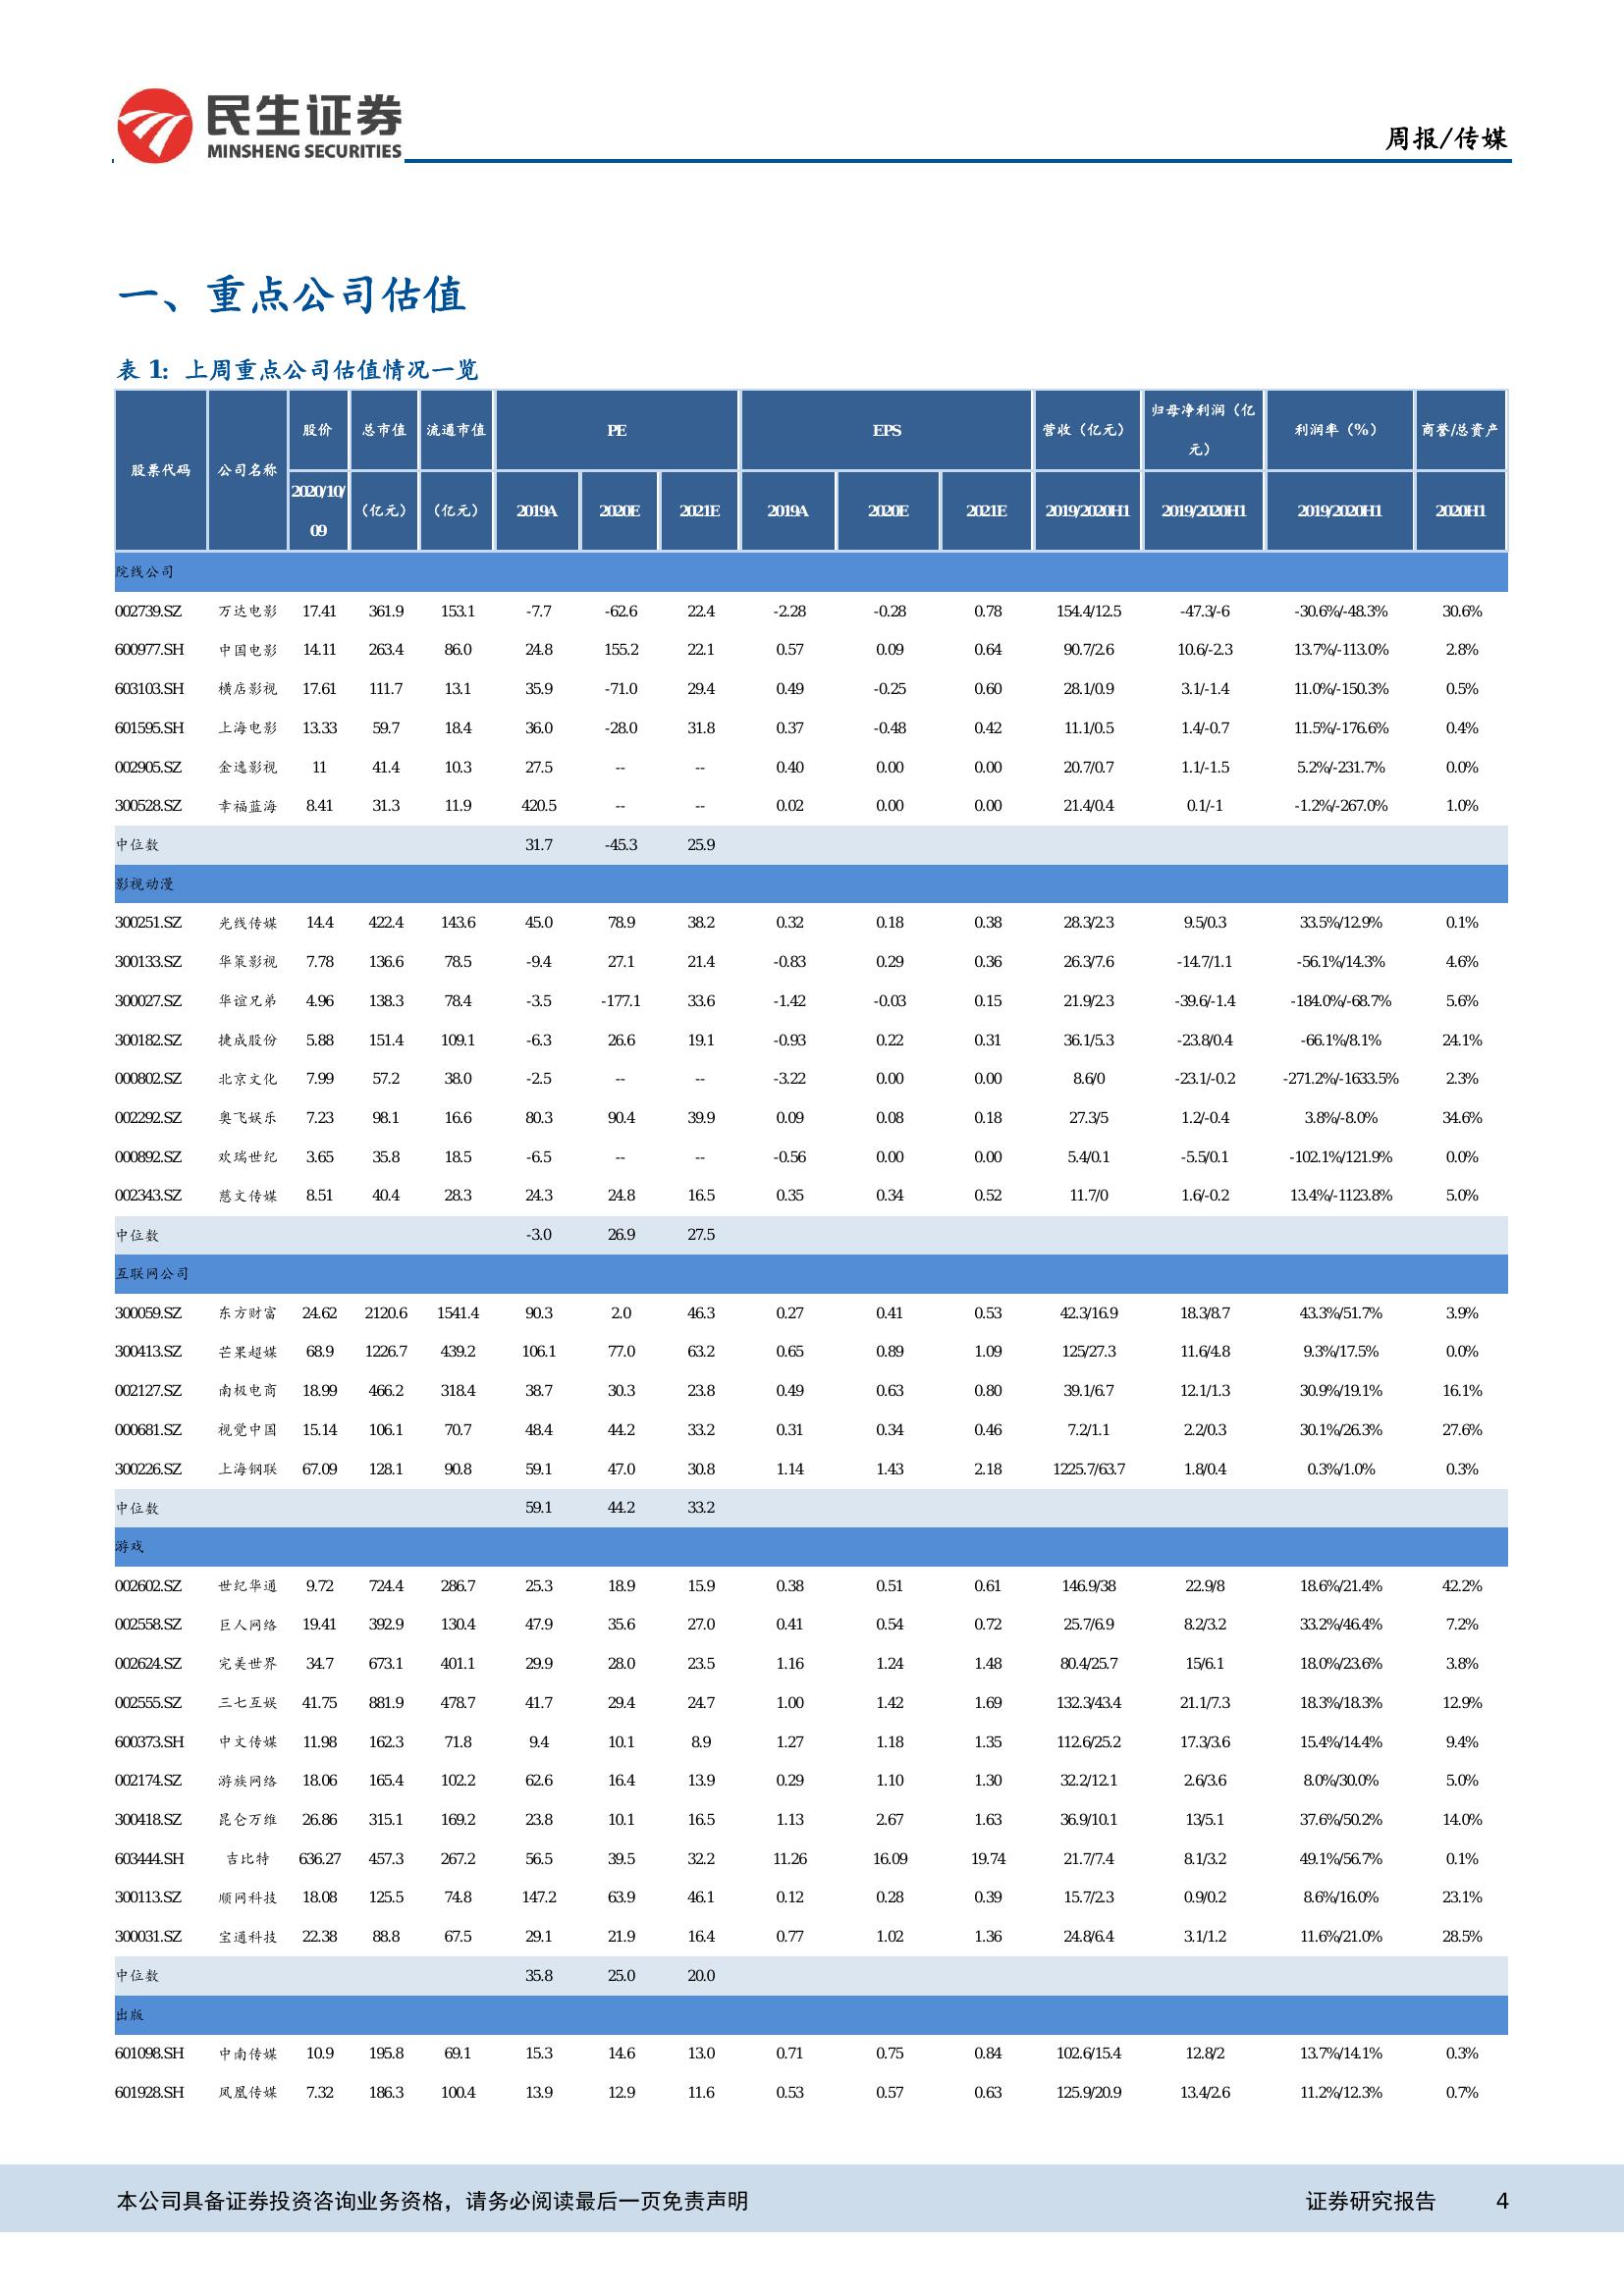 民生证券
MINSHENG SECURITIES
周报/传媒
一、重点公司估值
表 1：上周重点公司估值情况一览
股票代码 公司名称 股价 总市值 流通市值 PE EPS 营收（亿元） 归母净利润（亿元） 利润率（%） 商誉/总资产
2020/10/09 （亿元） （亿元） 2019A 2020E 2021E 2019A 2020E 2021E 2019/2020H1 2019/2020H1 2019/2020H1 2020H1
院线公司
002739.SZ 万达电影 17.41 361.9 153.1 -7.7 -62.6 22.4 -2.28 -0.28 0.78 154.4/12.5 -47.3/-6 -30.6%/-48.3% 30.6%
600977.SH 中国电影 14.11 263.4 86.0 24.8 155.2 22.1 0.57 0.09 0.64 90.7/2.6 10.6/-2.3 13.7%/-113.0% 2.8%
603103.SH 横店影视 17.61 111.7 13.1 35.9 -71.0 29.4 0.49 -0.25 0.60 28.1/0.9 3.1/-1.4 11.0%/-150.3% 0.5%
601595.SH 上海电影 13.33 59.7 18.4 36.0 -28.0 31.8 0.37 -0.48 0.42 11.1/0.5 1.4/-0.7 11.5%/-176.6% 0.4%
002905.SZ 金逸影视 11 41.4 10.3 27.5 -- -- 0.40 0.00 0.00 20.7/0.7 1.1/-1.5 5.2%/-231.7% 0.0%
300528.SZ 幸福蓝海 8.41 31.3 11.9 420.5 -- -- 0.02 0.00 0.00 21.4/0.4 0.1/-1 -1.2%/-267.0% 1.0%
中位数 31.7 -45.3 25.9
影视动漫
300251.SZ 光线传媒 14.4 422.4 143.6 45.0 78.9 38.2 0.32 0.18 0.38 28.3/2.3 9.5/0.3 33.5%/12.9% 0.1%
300133.SZ 华策影视 7.78 136.6 78.5 -9.4 27.1 21.4 -0.83 0.29 0.36 26.3/7.6 -14.7/1.1 -56.1%/14.3% 4.6%
300027.SZ 华谊兄弟 4.96 138.3 78.4 -3.5 -177.1 33.6 -1.42 -0.03 0.15 21.9/2.3 -39.6/-1.4 -184.0%/-68.7% 5.6%
300182.SZ 捷成股份 5.88 151.4 109.1 -6.3 26.6 19.1 -0.93 0.22 0.31 36.1/5.3 -23.8/0.4 -66.1%/8.1% 24.1%
000802.SZ 北京文化 7.99 57.2 38.0 -2.5 -- -- -3.22 0.00 0.00 8.6/0 -23.1/-0.2 -271.2%/-1633.5% 2.3%
002292.SZ 奥飞娱乐 7.23 98.1 16.6 80.3 90.4 39.9 0.09 0.08 0.18 27.3/5 1.2/-0.4 3.8%/-8.0% 34.6%
000892.SZ 欢瑞世纪 3.65 35.8 18.5 -6.5 -- -- -0.56 0.00 0.00 5.4/0.1 -5.5/0.1 -102.1%/121.9% 0.0%
002343.SZ 慈文传媒 8.51 40.4 28.3 24.3 24.8 16.5 0.35 0.34 0.52 11.7/0 1.6/-0.2 13.4%/-1123.8% 5.0%
中位数 -3.0 26.9 27.5
互联网公司
300059.SZ 东方财富 24.62 2120.6 1541.4 90.3 2.0 46.3 0.27 0.41 0.53 42.3/16.9 18.3/8.7 43.3%/51.7% 3.9%
300413.SZ 芒果超媒 68.9 1226.7 439.2 106.1 77.0 63.2 0.65 0.89 1.09 125/27.3 11.6/4.8 9.3%/17.5% 0.0%
002127.SZ 南极电商 18.99 466.2 318.4 38.7 30.3 23.8 0.49 0.63 0.80 39.1/6.7 12.1/1.3 30.9%/19.1% 16.1%
000681.SZ 视觉中国 15.14 106.1 70.7 48.4 44.2 33.2 0.31 0.34 0.46 7.2/1.1 2.2/0.3 30.1%/26.3% 27.6%
300226.SZ 上海钢联 67.09 128.1 90.8 59.1 47.0 30.8 1.14 1.43 2.18 1225.7/63.7 1.8/0.4 0.3%/1.0% 0.3%
中位数 59.1 44.2 33.2
游戏
002602.SZ 世纪华通 9.72 724.4 286.7 25.3 18.9 15.9 0.38 0.51 0.61 146.9/38 22.9/8 18.6%/21.4% 42.2%
002558.SZ 巨人网络 19.41 392.9 130.4 47.9 35.6 27.0 0.41 0.54 0.72 25.7/6.9 8.2/3.2 33.2%/46.4% 7.2%
002624.SZ 完美世界 34.7 673.1 401.1 29.9 28.0 23.5 1.16 1.24 1.48 80.4/25.7 15/6.1 18.0%/23.6% 3.8%
002555.SZ 三七互娱 41.75 881.9 478.7 41.7 29.4 24.7 1.00 1.42 1.69 132.3/43.4 21.1/7.3 18.3%/18.3% 12.9%
600373.SH 中文传媒 11.98 162.3 71.8 9.4 10.1 8.9 1.27 1.18 1.35 112.6/25.2 17.3/3.6 15.4%/14.4% 9.4%
002174.SZ 游族网络 18.06 165.4 102.2 62.6 16.4 13.9 0.29 1.10 1.30 32.2/12.1 2.6/3.6 8.0%/30.0% 5.0%
300418.SZ 昆仑万维 26.86 315.1 169.2 23.8 10.1 16.5 1.13 2.67 1.63 36.9/10.1 13/5.1 37.6%/50.2% 14.0%
603444.SH 吉比特 636.27 457.3 267.2 56.5 39.5 32.2 11.26 16.09 19.74 21.7/7.4 8.1/3.2 49.1%/56.7% 0.1%
300113.SZ 顺网科技 18.08 125.5 74.8 147.2 63.9 46.1 0.12 0.28 0.39 15.7/2.3 0.9/0.2 8.6%/16.0% 23.1%
300031.SZ 宝通科技 22.38 88.8 67.5 29.1 21.9 16.4 0.77 1.02 1.36 24.8/6.4 3.1/1.2 11.6%/21.0% 28.5%
中位数 35.8 25.0 20.0
出版
601098.SH 中南传媒 10.9 195.8 69.1 15.3 14.6 13.0 0.71 0.75 0.84 102.6/15.4 12.8/2 13.7%/14.1% 0.3%
601928.SH 凤凰传媒 7.32 186.3 100.4 13.9 12.9 11.6 0.53 0.57 0.63 125.9/20.9 13.4/2.6 11.2%/12.3% 0.7%
本公司具备证券投资咨询业务资格，请务必阅读最后一页免责声明 证券研究报告 4